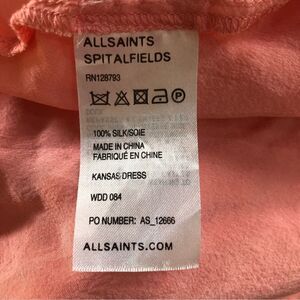 ALLSAINTS
SPITALFIELDS
RN128793
100% SILK/SOIE
MADE IN CHINA
FABRIQUÉ EN CHINE
KANSAS DRESS
WDD 084
PO NUMBER: AS_12666
ALLSAINTS.COM